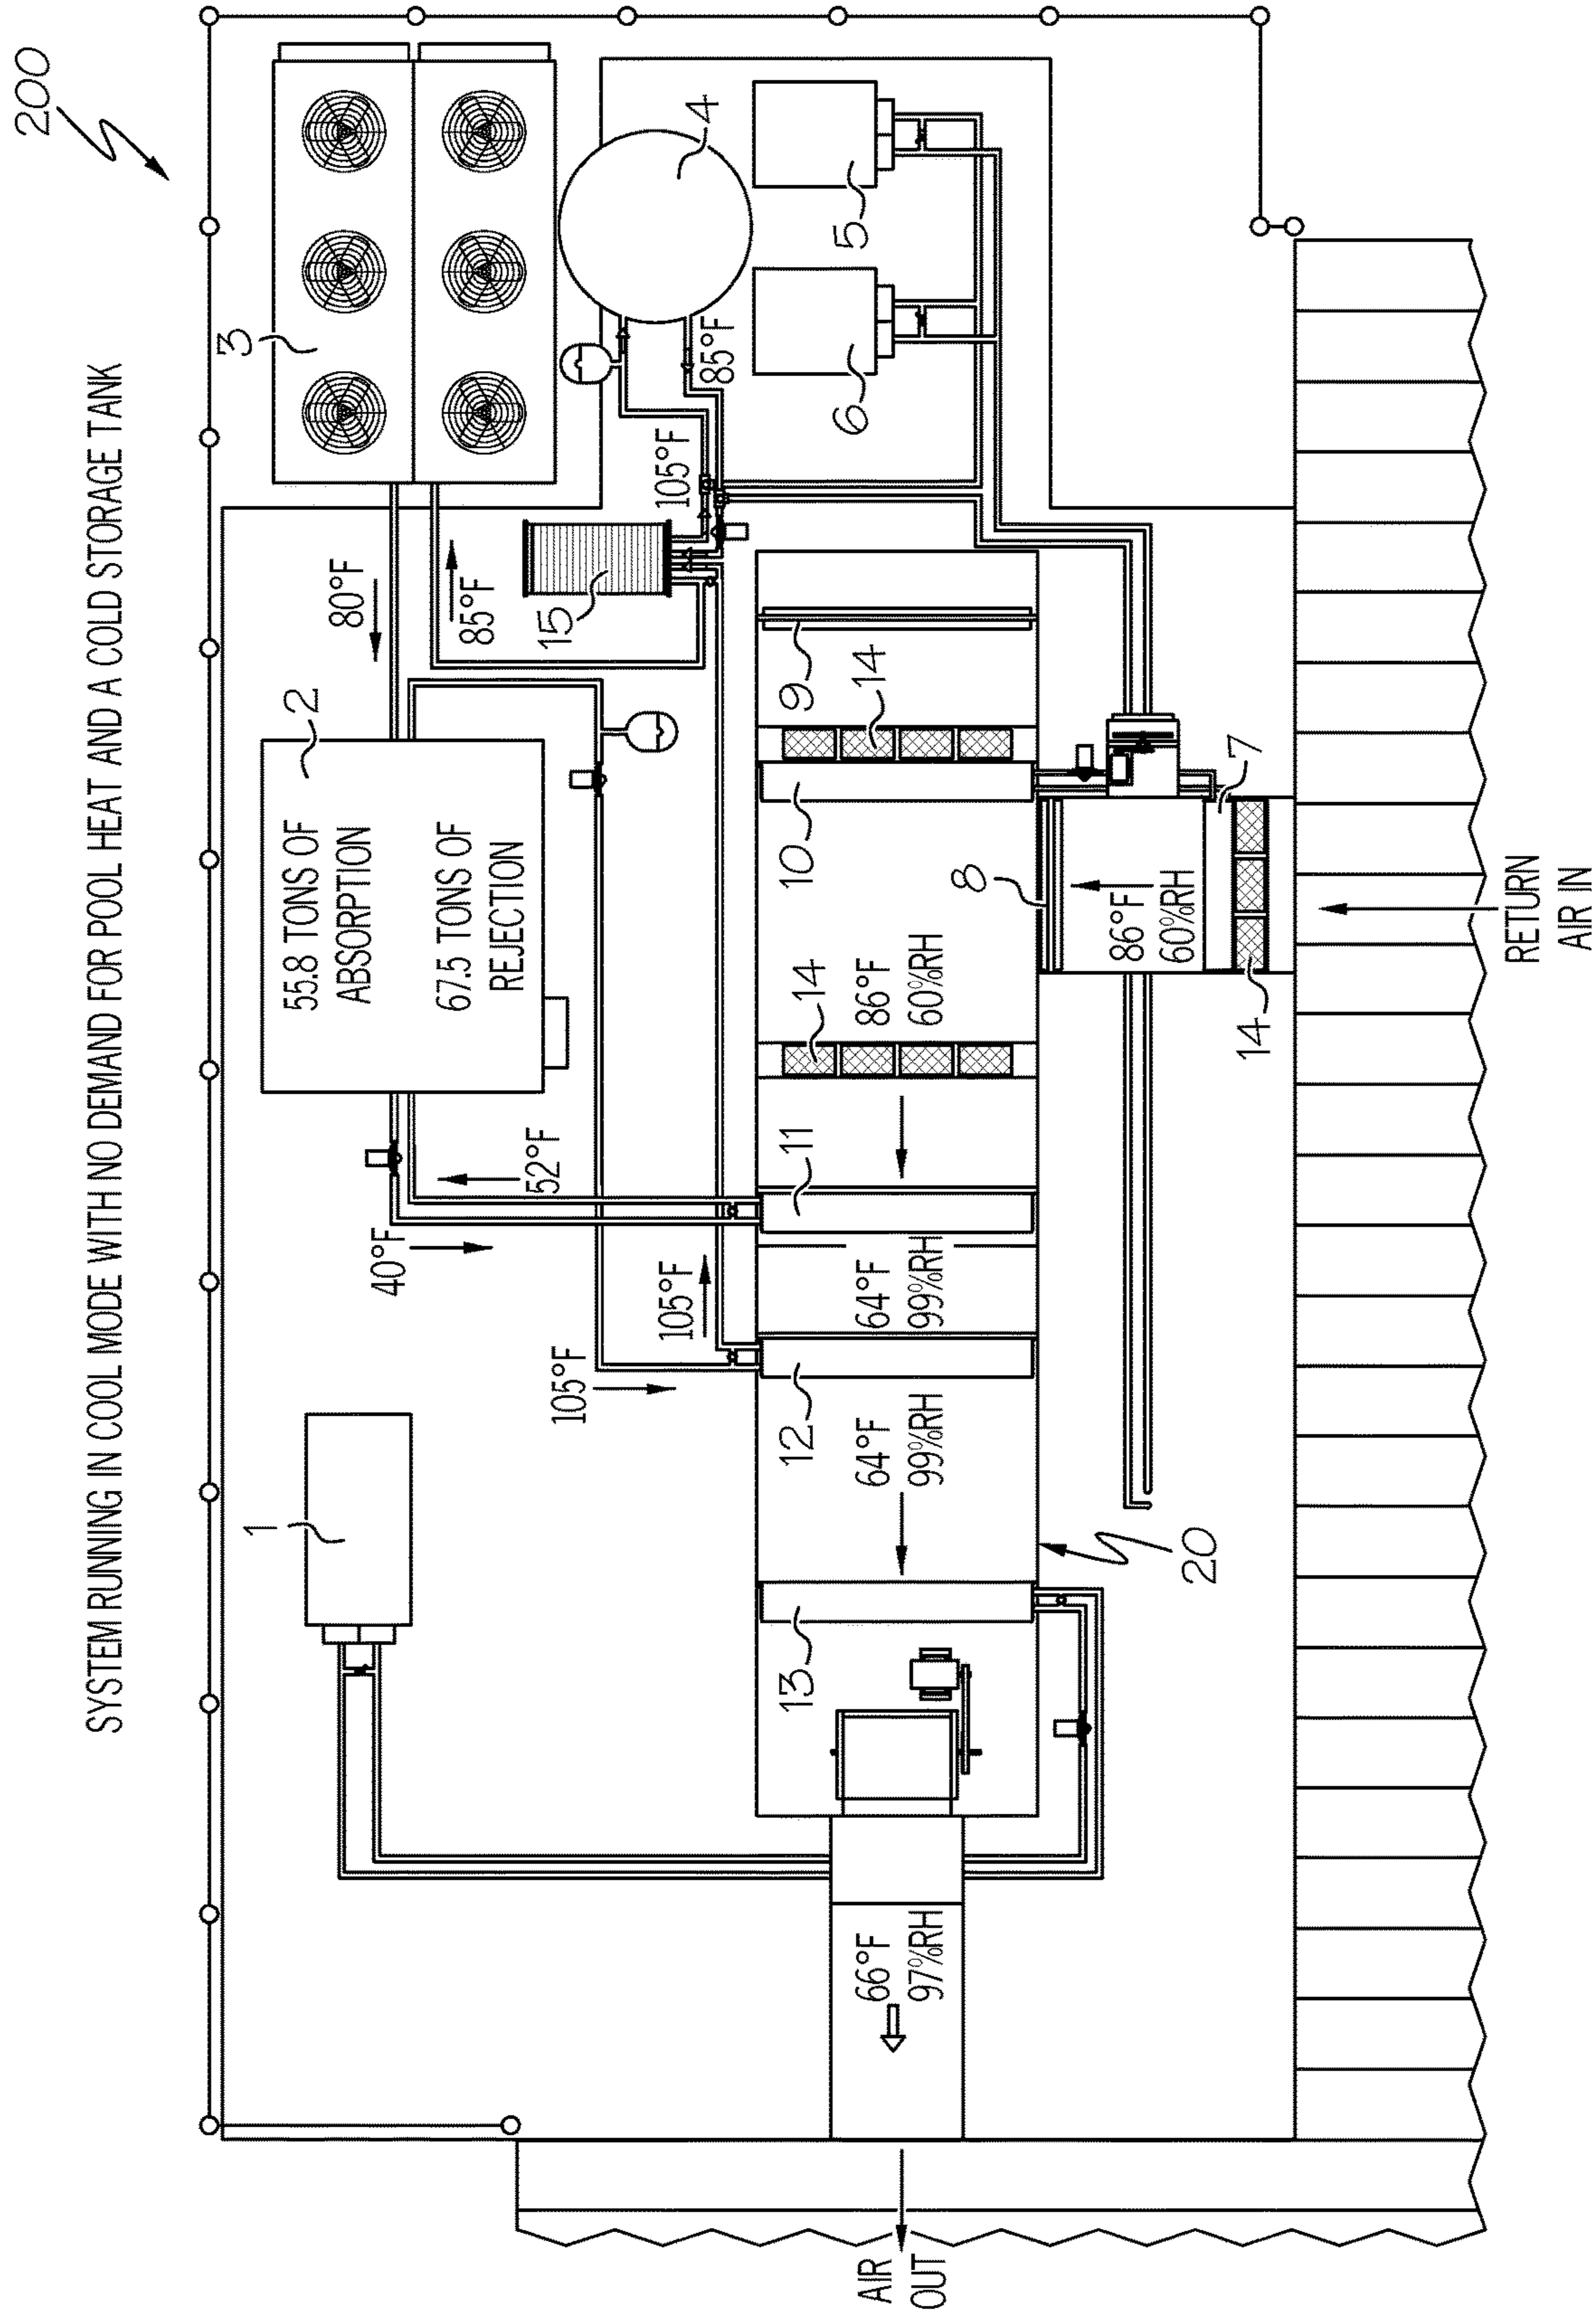 SYSTEM RUNNING IN COOL MODE WITH NO DEMAND FOR POOL HEAT AND A COLD STORAGE TANK
200
1
2
55.8 TONS OF
ABSORPTION
67.5 TONS OF
REJECTION
80°F
85°F
3
4
85°F
105°F
15
5
6
40°F
52°F
105°F
105°F
13
12
11
10
9
14
14
64°F
99%RH
64°F
99%RH
86°F
60%RH
66°F
97%RH
AIR
OUT
20
8
86°F
60%RH
7
14
RETURN
AIR IN